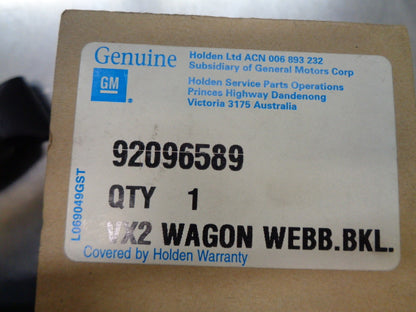 Genuine
Holden Ltd ACN 006 893 232
Subsidiary of General Motors Corp
GM
Holden Service Parts Operations
Princes Highway Dandenong
Victoria 3175 Australia
92096589
QTY 1
VX2 WAGON WEBB.BKL.
Covered by Holden Warranty
L069049GST